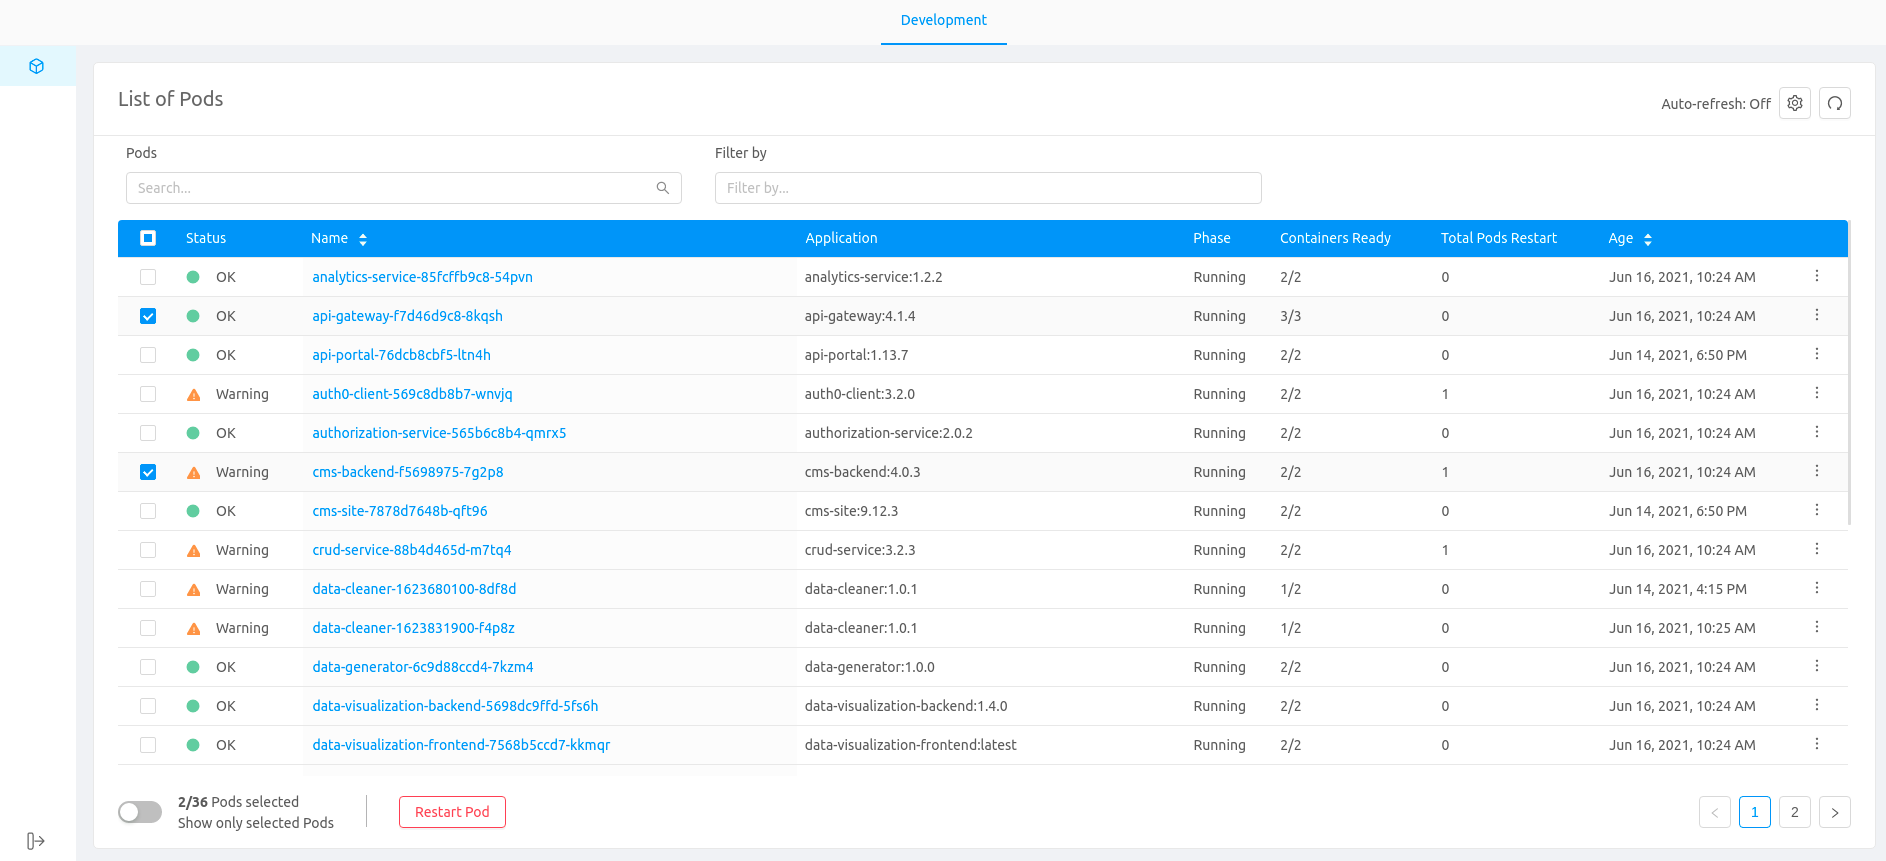 Development
List of Pods
Auto-refresh: Off
Pods
Filter by
Search...
Filter by...
Status Name Application Phase Containers Ready Total Pods Restart Age
OK analytics-service-85fcffb9c8-54pvn analytics-service:1.2.2 Running 2/2 0 Jun 16, 2021, 10:24 AM
OK api-gateway-f7d46d9c8-8kqsh api-gateway:4.1.4 Running 3/3 0 Jun 16, 2021, 10:24 AM
OK api-portal-76dcb8cbf5-ltn4h api-portal:1.13.7 Running 2/2 0 Jun 14, 2021, 6:50 PM
Warning auth0-client-569c8db8b7-wnvjq auth0-client:3.2.0 Running 2/2 1 Jun 16, 2021, 10:24 AM
OK authorization-service-565b6c8b4-qmrx5 authorization-service:2.0.2 Running 2/2 0 Jun 16, 2021, 10:24 AM
Warning cms-backend-f5698975-7g2p8 cms-backend:4.0.3 Running 2/2 1 Jun 16, 2021, 10:24 AM
OK cms-site-7878d7648b-qft96 cms-site:9.12.3 Running 2/2 0 Jun 14, 2021, 6:50 PM
Warning crud-service-88b4d465d-m7tq4 crud-service:3.2.3 Running 2/2 1 Jun 16, 2021, 10:24 AM
Warning data-cleaner-1623680100-8df8d data-cleaner:1.0.1 Running 1/2 0 Jun 14, 2021, 4:15 PM
Warning data-cleaner-1623831900-f4p8z data-cleaner:1.0.1 Running 1/2 0 Jun 16, 2021, 10:25 AM
OK data-generator-6c9d88ccd4-7kzm4 data-generator:1.0.0 Running 2/2 0 Jun 16, 2021, 10:24 AM
OK data-visualization-backend-5698dc9ffd-5fs6h data-visualization-backend:1.4.0 Running 2/2 0 Jun 16, 2021, 10:24 AM
OK data-visualization-frontend-7568b5ccd7-kkmqr data-visualization-frontend:latest Running 2/2 0 Jun 16, 2021, 10:24 AM
2/36 Pods selected
Show only selected Pods
Restart Pod
1 2